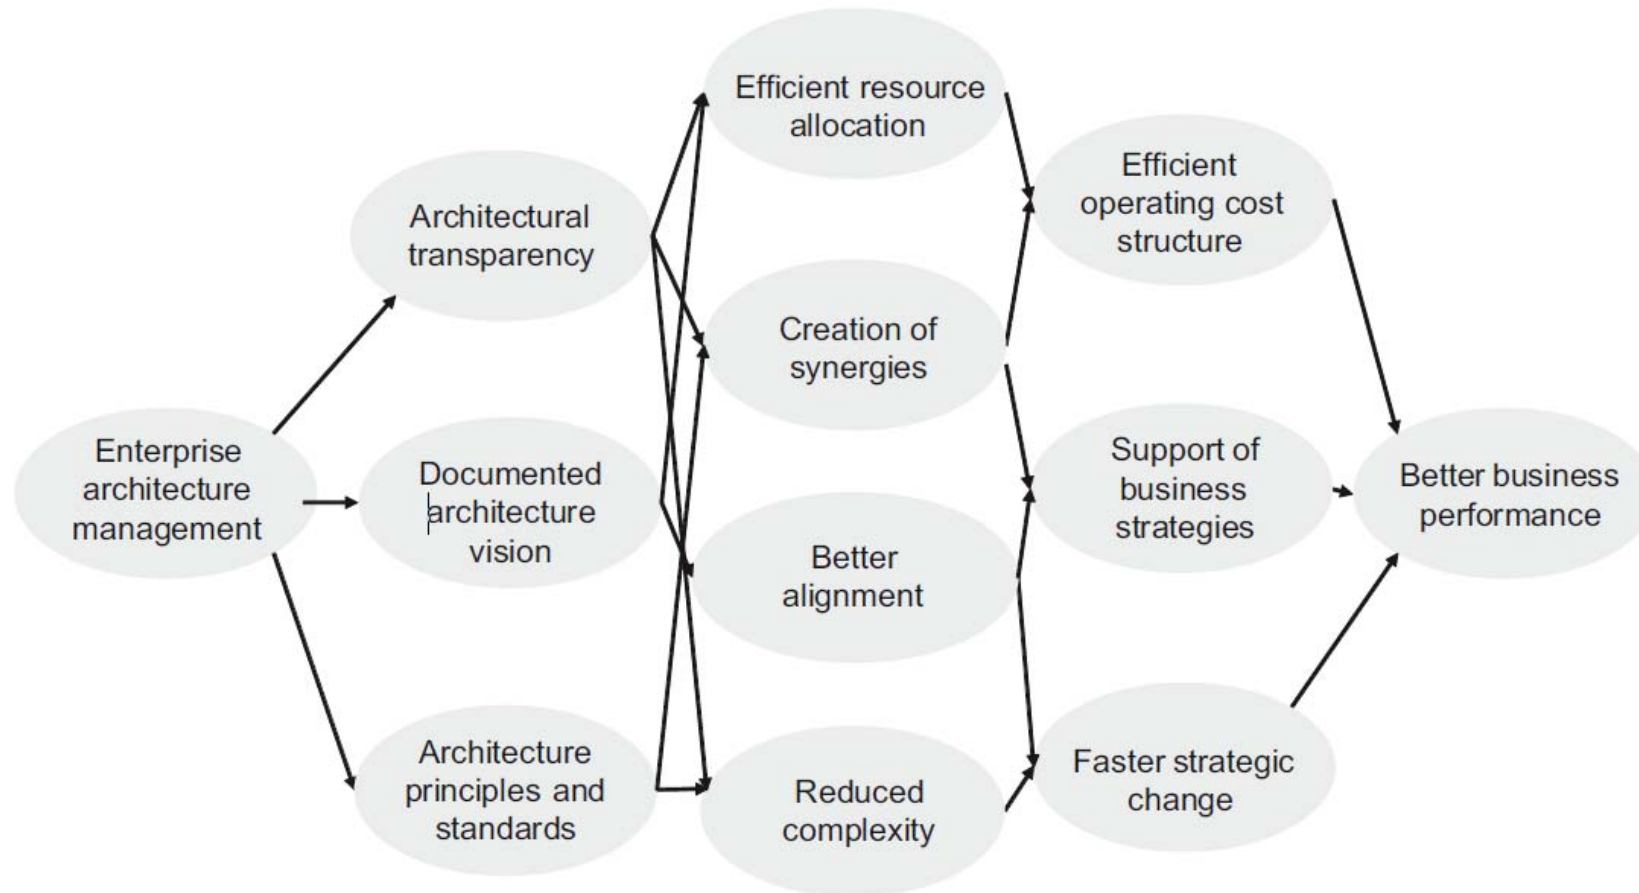 Enterprise
architecture
management
Architectural
transparency
Documented
architecture
vision
Architecture
principles and
standards
Efficient resource
allocation
Creation of
synergies
Better
alignment
Reduced
complexity
Efficient
operating cost
structure
Support of
business
strategies
Faster strategic
change
Better business
performance